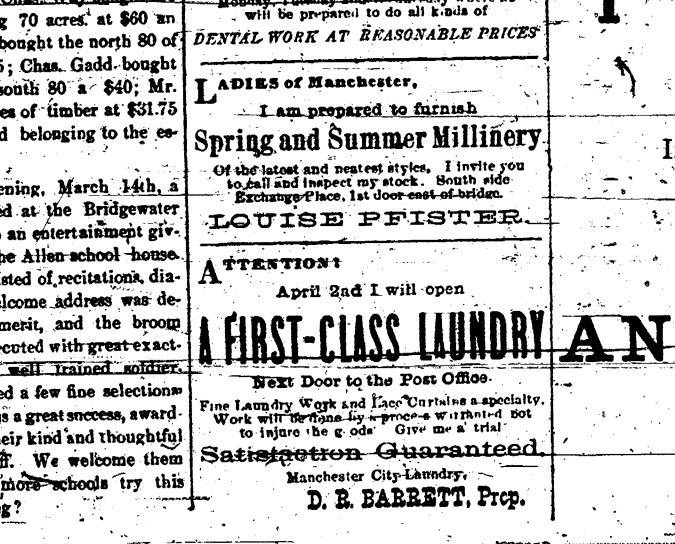 g 70 acres at $60 an
bought the north 80 of
5; Chas. Gadd bought
south 80 a $40; Mr.
es of timber at $31.75
d belonging to the es-
ening, March 14th, a
ed at the Bridgewater
an entertainment giv-
he Allen school house.
sted of recitations, dia-
elcome address was de-
merit, and the broom
ecuted with great exact-
well trained soldier.
ed a few fine selections
s a great success, award-
heir kind and thoughtful
ff. We welcome them
more schools try this
g?
will be prepared to do all kinds of
DENTAL WORK AT REASONABLE PRICES
LADIES of Manchester,
I am prepared to furnish
Spring and Summer Millinery
Of the latest and neatest styles. I invite you
to call and inspect my stock. South side
Exchange Place, 1st door east of bridge.
LOUISE PFISTER.
ATTENTION!
April 2nd I will open
A FIRST-CLASS LAUNDRY
Next Door to the Post Office.
Fine Laundry Work and Lace Curtains a specialty.
Work will be done by a process warranted not
to injure the goods Give me a trial
Satisfaction Guaranteed.
Manchester City Laundry,
D. R. BARRETT, Prop.
AN